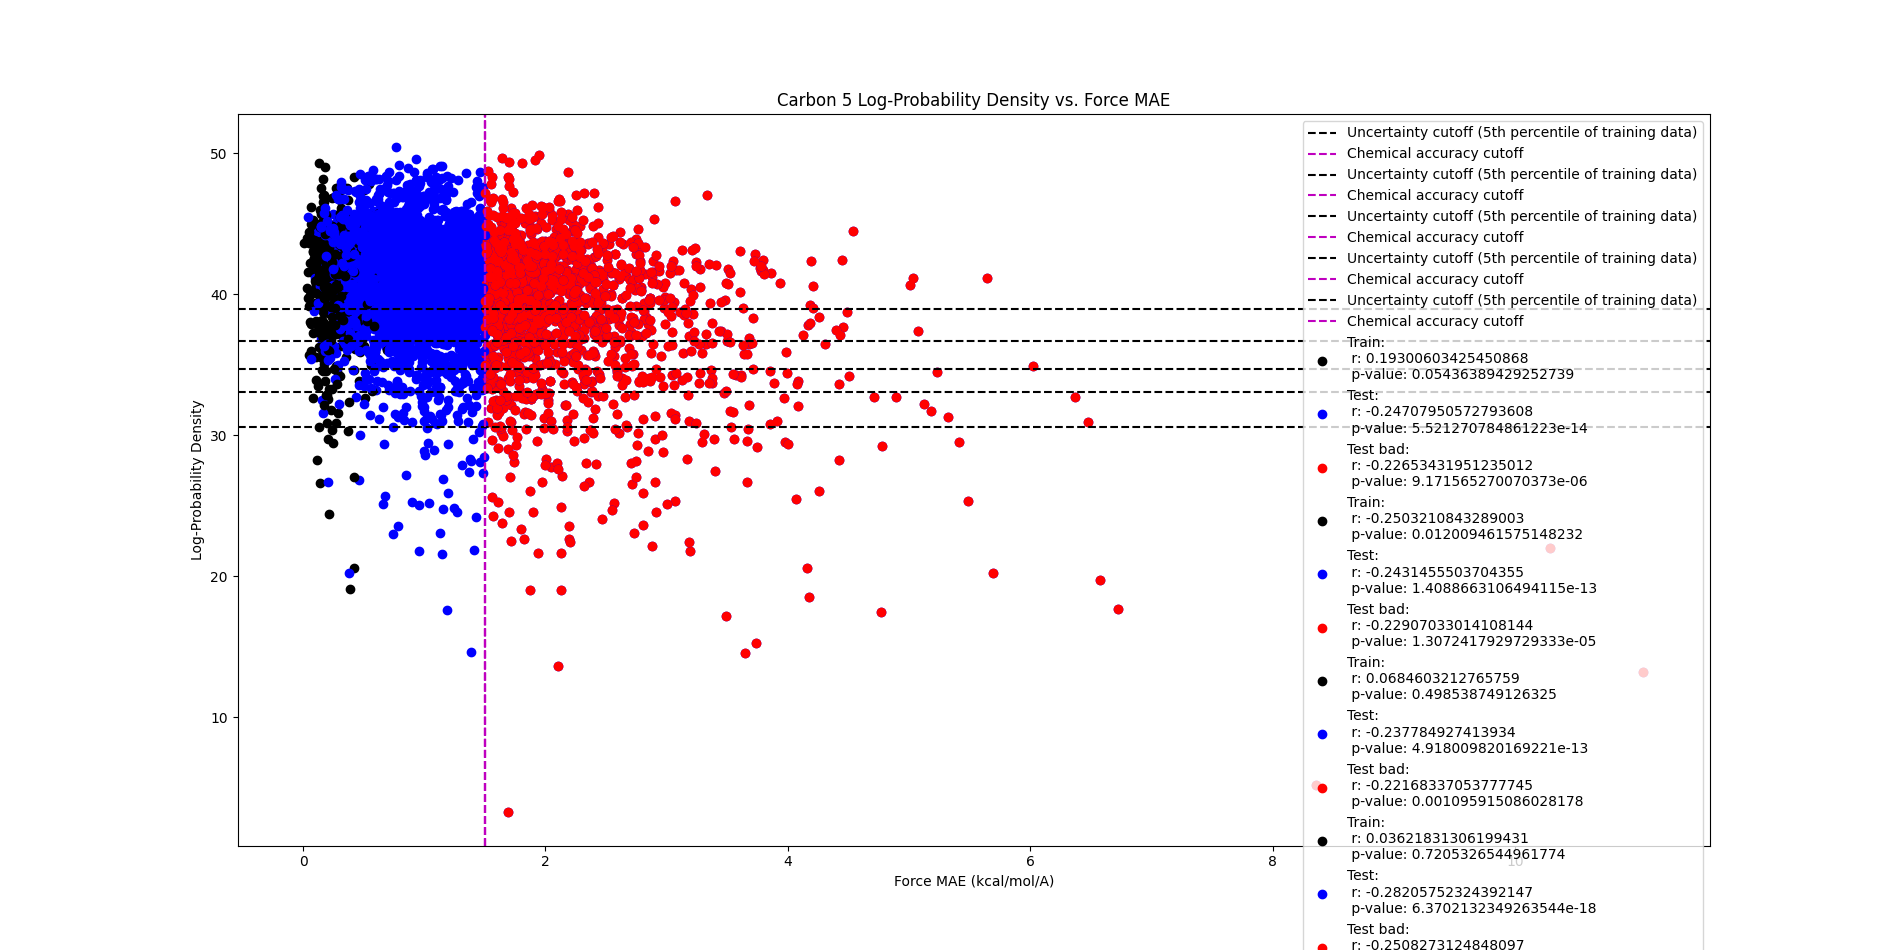 Carbon 5 Log-Probability Density vs. Force MAE
Log-Probability Density
50
40
30
20
10
0
2
4
6
8
10
Force MAE (kcal/mol/A)
Uncertainty cutoff (5th percentile of training data)
Chemical accuracy cutoff
Uncertainty cutoff (5th percentile of training data)
Chemical accuracy cutoff
Uncertainty cutoff (5th percentile of training data)
Chemical accuracy cutoff
Uncertainty cutoff (5th percentile of training data)
Chemical accuracy cutoff
Uncertainty cutoff (5th percentile of training data)
Chemical accuracy cutoff
Train:
r: 0.19300603425450868
p-value: 0.05436389429252739
Test:
r: -0.24707950572793608
p-value: 5.521270784861223e-14
Test bad:
r: -0.22653431951235012
p-value: 9.171565270070373e-06
Train:
r: -0.2503210843289003
p-value: 0.012009461575148232
Test:
r: -0.2431455503704355
p-value: 1.4088663106494115e-13
Test bad:
r: -0.22907033014108144
p-value: 1.3072417929729333e-05
Train:
r: 0.0684603212765759
p-value: 0.498538749126325
Test:
r: -0.237784927413934
p-value: 4.918009820169221e-13
Test bad:
r: -0.22168337053777745
p-value: 0.001095915086028178
Train:
r: 0.03621831306199431
p-value: 0.7205326544961774
Test:
r: -0.28205752324392147
p-value: 6.3702132349263544e-18
Test bad:
r: -0.2508273124848097